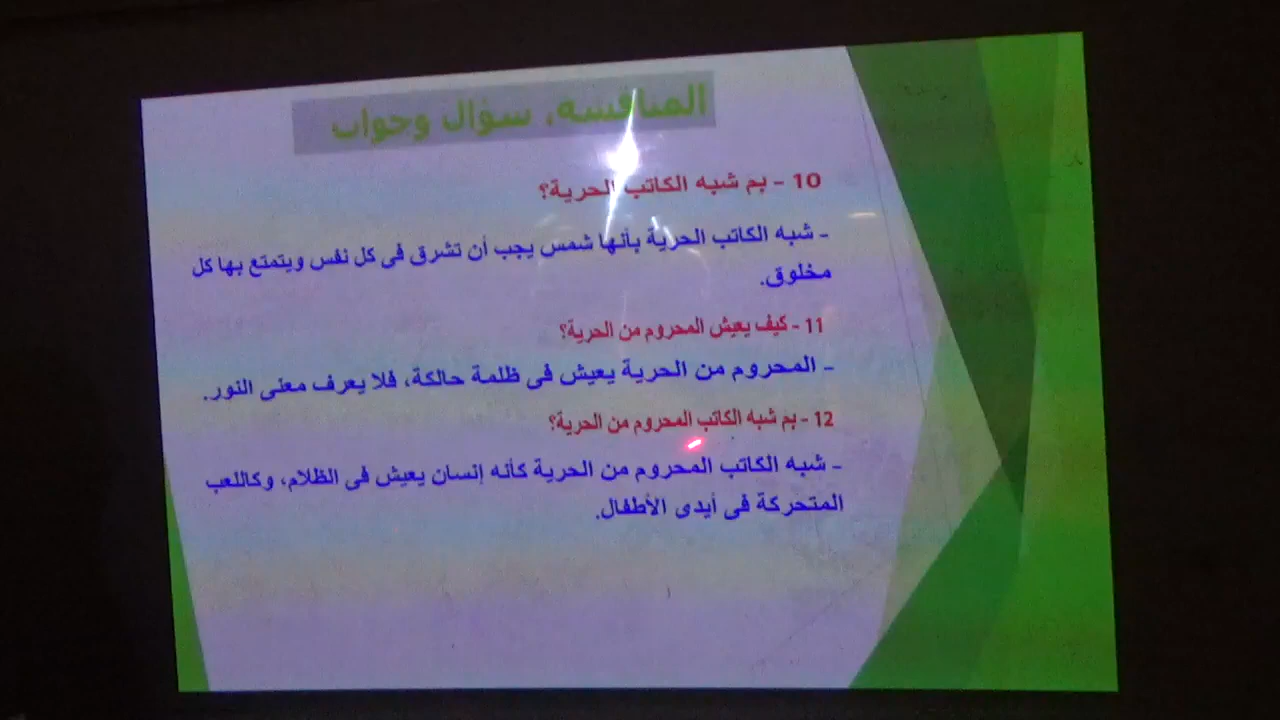 المنافسه، سؤال وجواب
10 - بم شبه الكاتب الحرية؟
- شبه الكاتب الحرية بأنها شمس يجب أن تشرق فى كل نفس ويتمتع بها كل
مخلوق.
11 - كيف يعيش المحروم من الحرية؟
- المحروم من الحرية يعيش فى ظلمة حالكة، فلا يعرف معنى النور.
12 - بم شبه الكاتب المحروم من الحرية؟
- شبه الكاتب المحروم من الحرية كأنه إنسان يعيش فى الظلام، وكاللعب
المتحركة فى أيدى الأطفال.